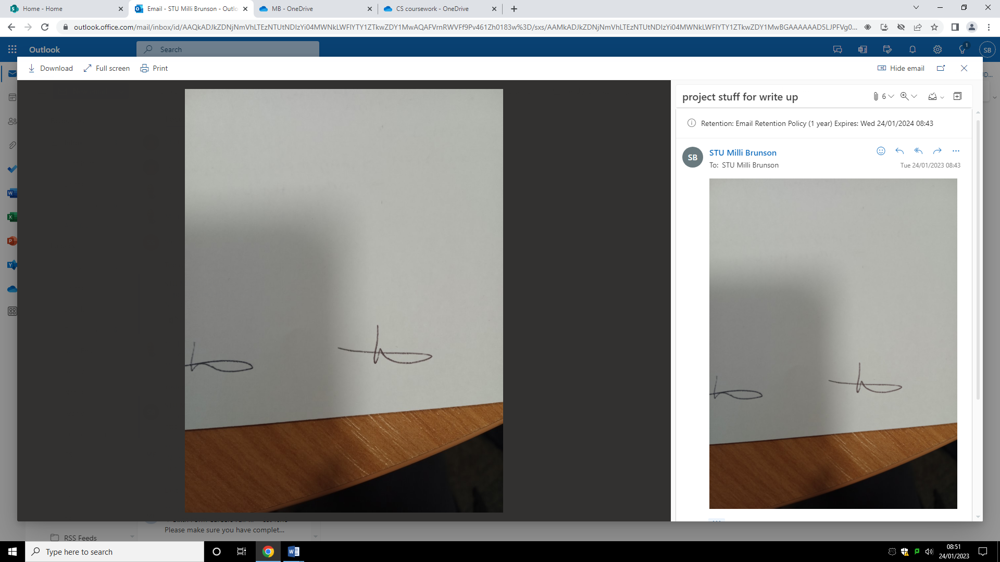 Home - Home
Email - STU Milli Brunson - Outlo
MB - OneDrive
CS coursework - OneDrive
outlook.office.com/mail/inbox/id/AAQkADJkZDNjNmVhLTEzNTUtNDIzYi04MWNkLWFlYTY1ZTkwZDY1MwAQAFVrnRWVFf9Pv461Zh0183w%3D/sxs/AAMkADJkZDNjNmVhLTEzNTUtNDIzYi04MWNkLWFlYTY1ZTkwZDY1MwBGAAAAAAD5LJPFVg0...
Outlook
Search
1
SB
Download
Full screen
Print
Hide email
project stuff for write up
6
Retention: Email Retention Policy (1 year) Expires: Wed 24/01/2024 08:43
SB
STU Milli Brunson
To: STU Milli Brunson
Tue 24/01/2023 08:43
Please make sure you have complet...
RSS Feeds
Type here to search
08:51
24/01/2023